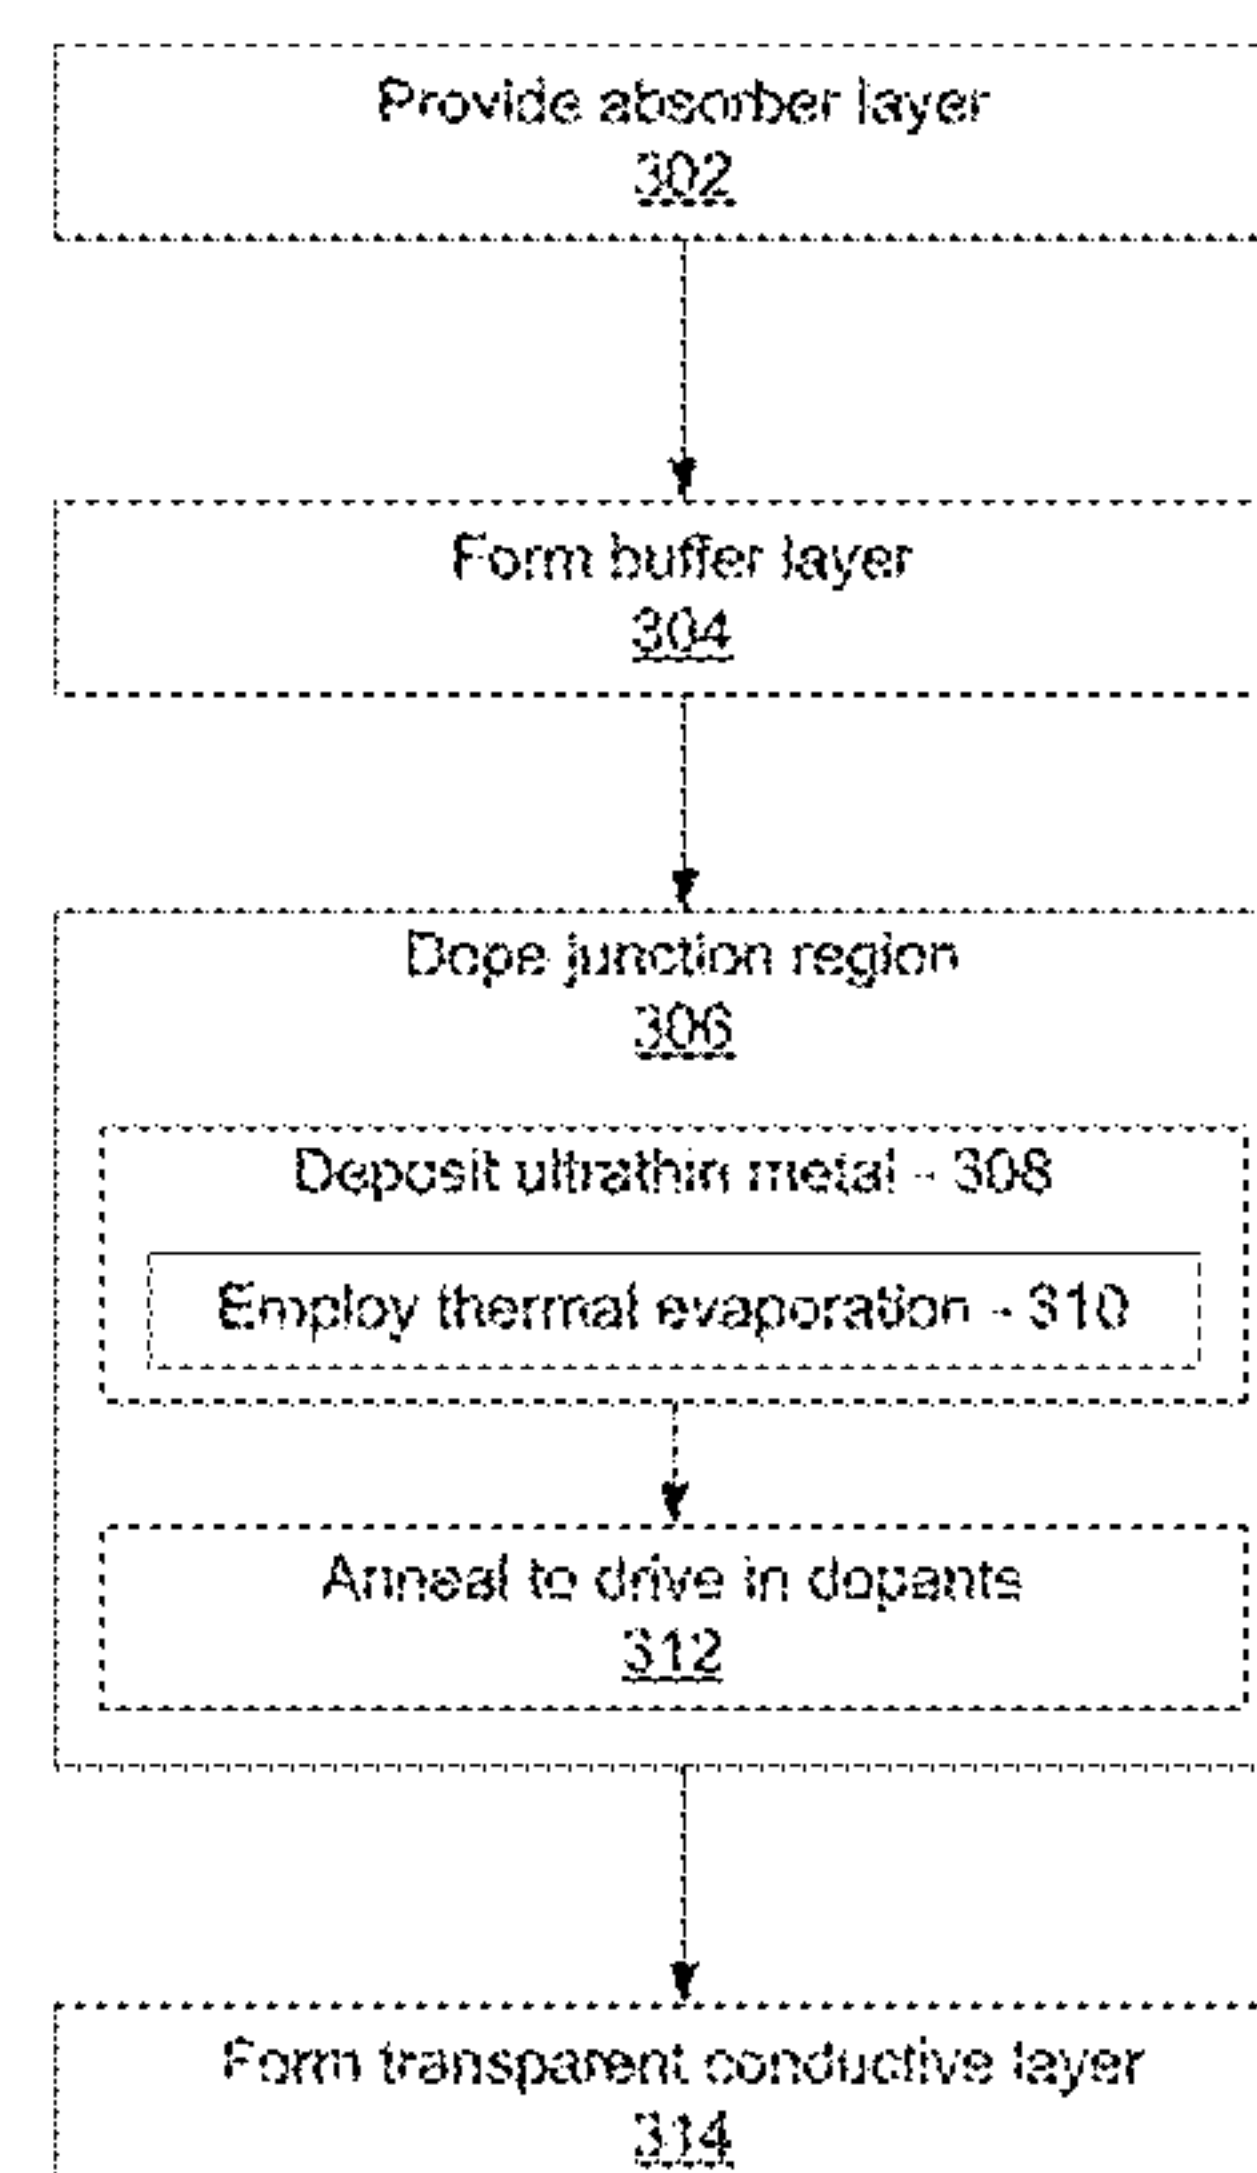 Provide absorber layer
302
Form buffer layer
304
Dope junction region
306
Deposit ultrathin metal - 308
Employ thermal evaporation - 310
Anneal to drive in dopants
312
Form transparent conductive layer
314